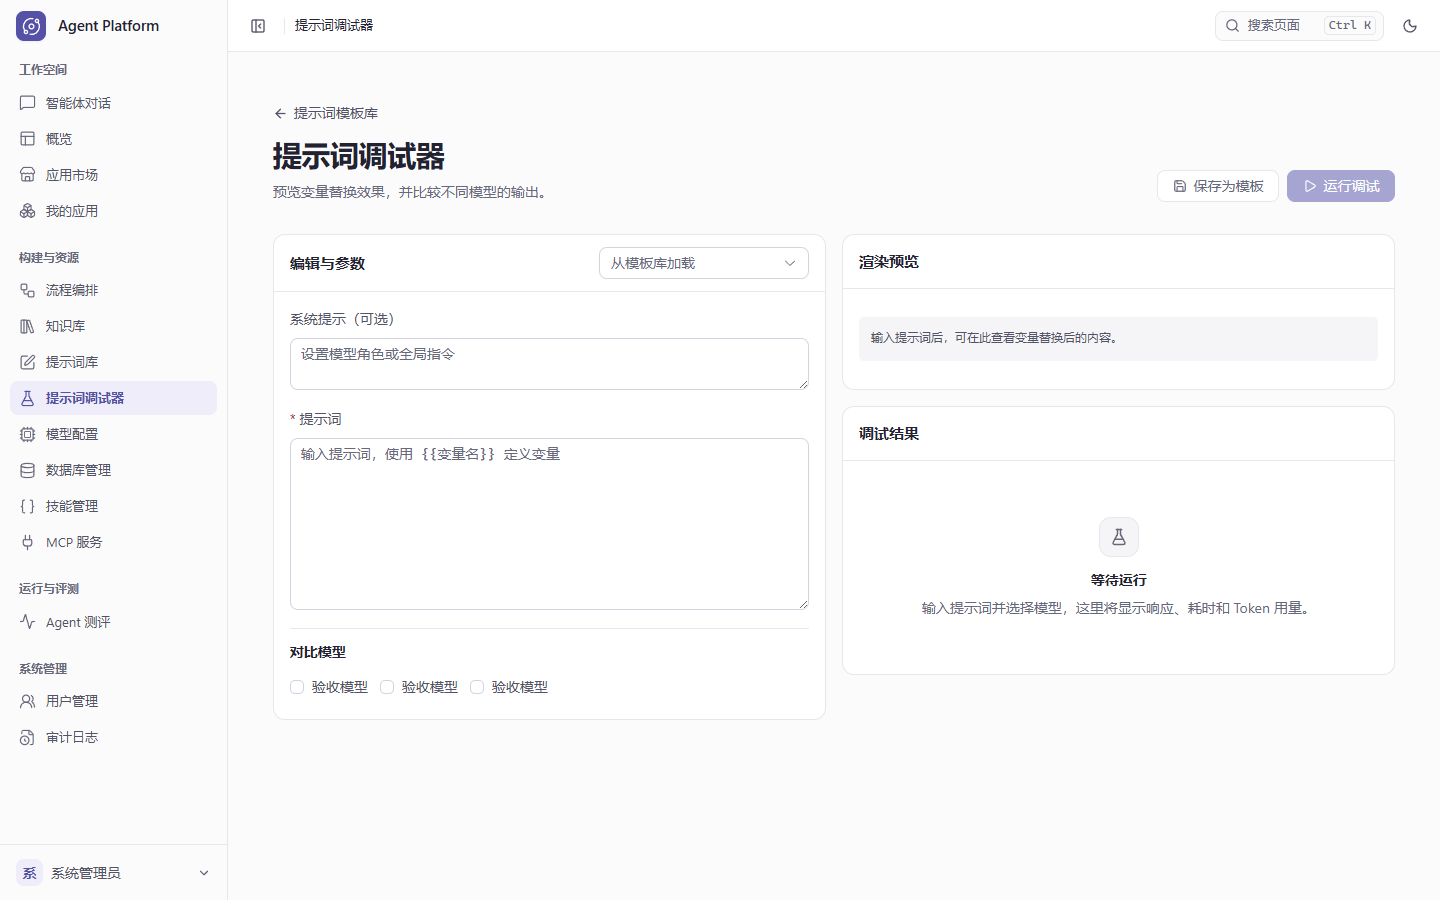 Agent Platform
工作空间
智能体对话
概览
应用市场
我的应用
构建与资源
流程编排
知识库
提示词库
提示词调试器
模型配置
数据库管理
技能管理
MCP 服务
运行与评测
Agent 测评
系统管理
用户管理
审计日志
系 系统管理员
提示词调试器
搜索页面 Ctrl K
提示词模板库
提示词调试器
预览变量替换效果，并比较不同模型的输出。
保存为模板
运行调试
编辑与参数
从模板库加载
系统提示（可选）
设置模型角色或全局指令
* 提示词
输入提示词，使用 {{变量名}} 定义变量
对比模型
验收模型 验收模型 验收模型
渲染预览
输入提示词后，可在此查看变量替换后的内容。
调试结果
等待运行
输入提示词并选择模型，这里将显示响应、耗时和 Token 用量。